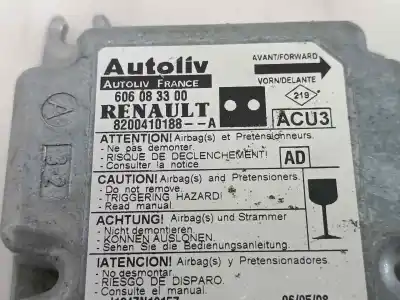 Autoliv
AVANT/FORWARD
AUTOLIV FRANCE
VORN/DELANTE
606 08 33 00
219
RENAULT
8200410188--A
ACU3
ATTENTION! Airbag(s) et Pretensionneurs.
- Ne pas demonter.
- RISQUE DE DECLENCHEMENT!
- Consulter la notice
AD
CAUTION! Airbag(s) and Pretensioners.
- Do not remove.
- TRIGGERING HAZARD!
- Read manual.
ACHTUNG! Airbag(s) und Strammer
- Nicht demontieren.
- KONNEN AUSLONEN.
- Sehen Sie die Bedienungsanleitung.
!ATENCION! Airbag(s) y Pretensionadores.
- No desmontar.
- RIESGO DE DISPARO.
- Consultar el manual.
A
B2